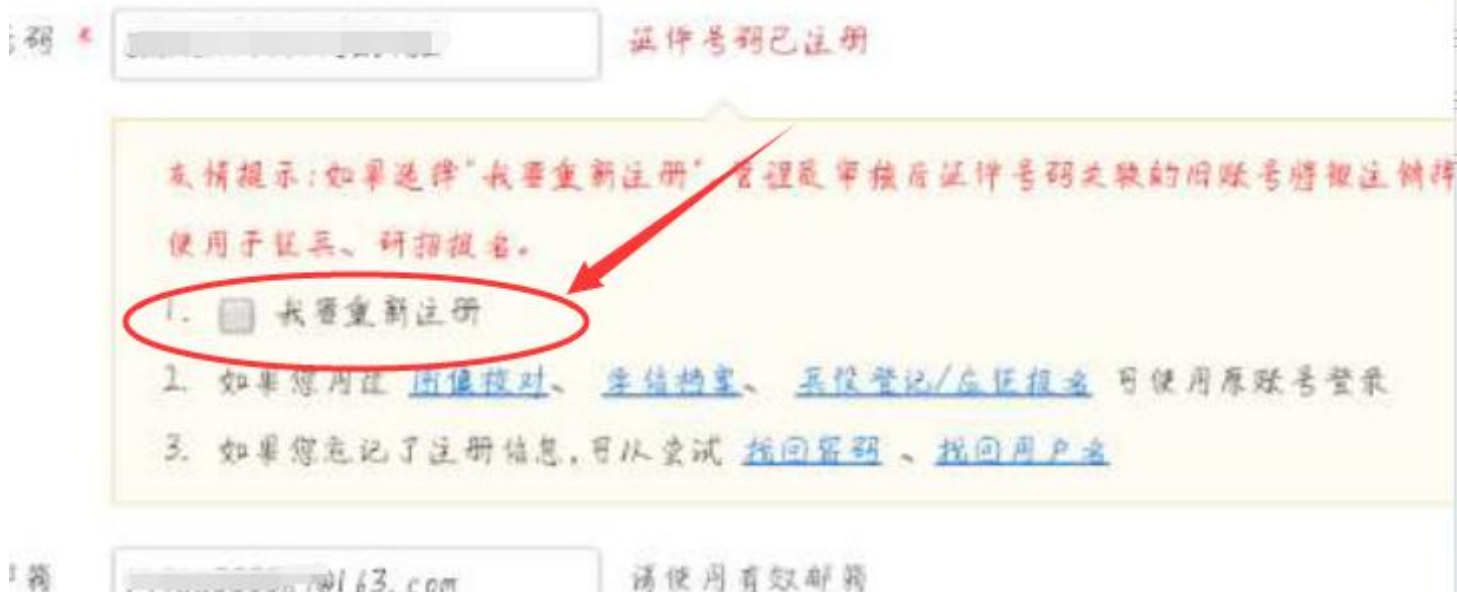 码 * 证件号码已注册
友情提示:如果选择"我要重新注册" 管理员审核后证件号码关联的旧账号将被注销掉
使用于征兵、研招报名。
1. 我要重新注册
2. 如果您用过 图像校对、 学信档案、 兵役登记/应征报名 可使用原账号登录
3. 如果您忘记了注册信息,可以尝试 找回密码 、找回用户名
邮箱 @163.com 请使用有效邮箱